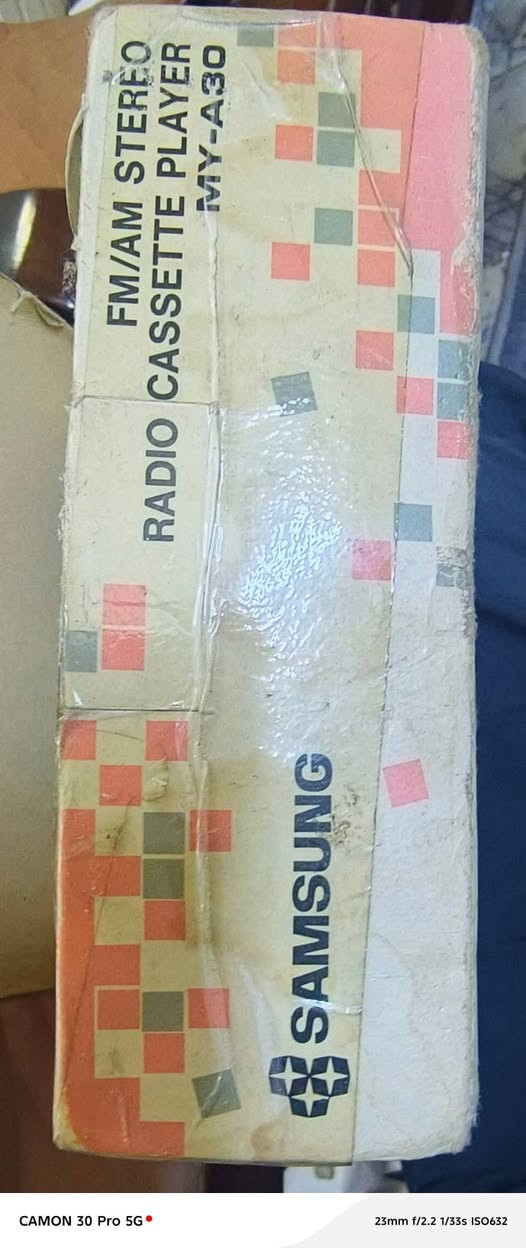 FM/AM STEREO
RADIO CASSETTE PLAYER
MY-A30
SAMSUNG
CAMON 30 Pro 5G
23mm f/2.2 1/33s ISO632